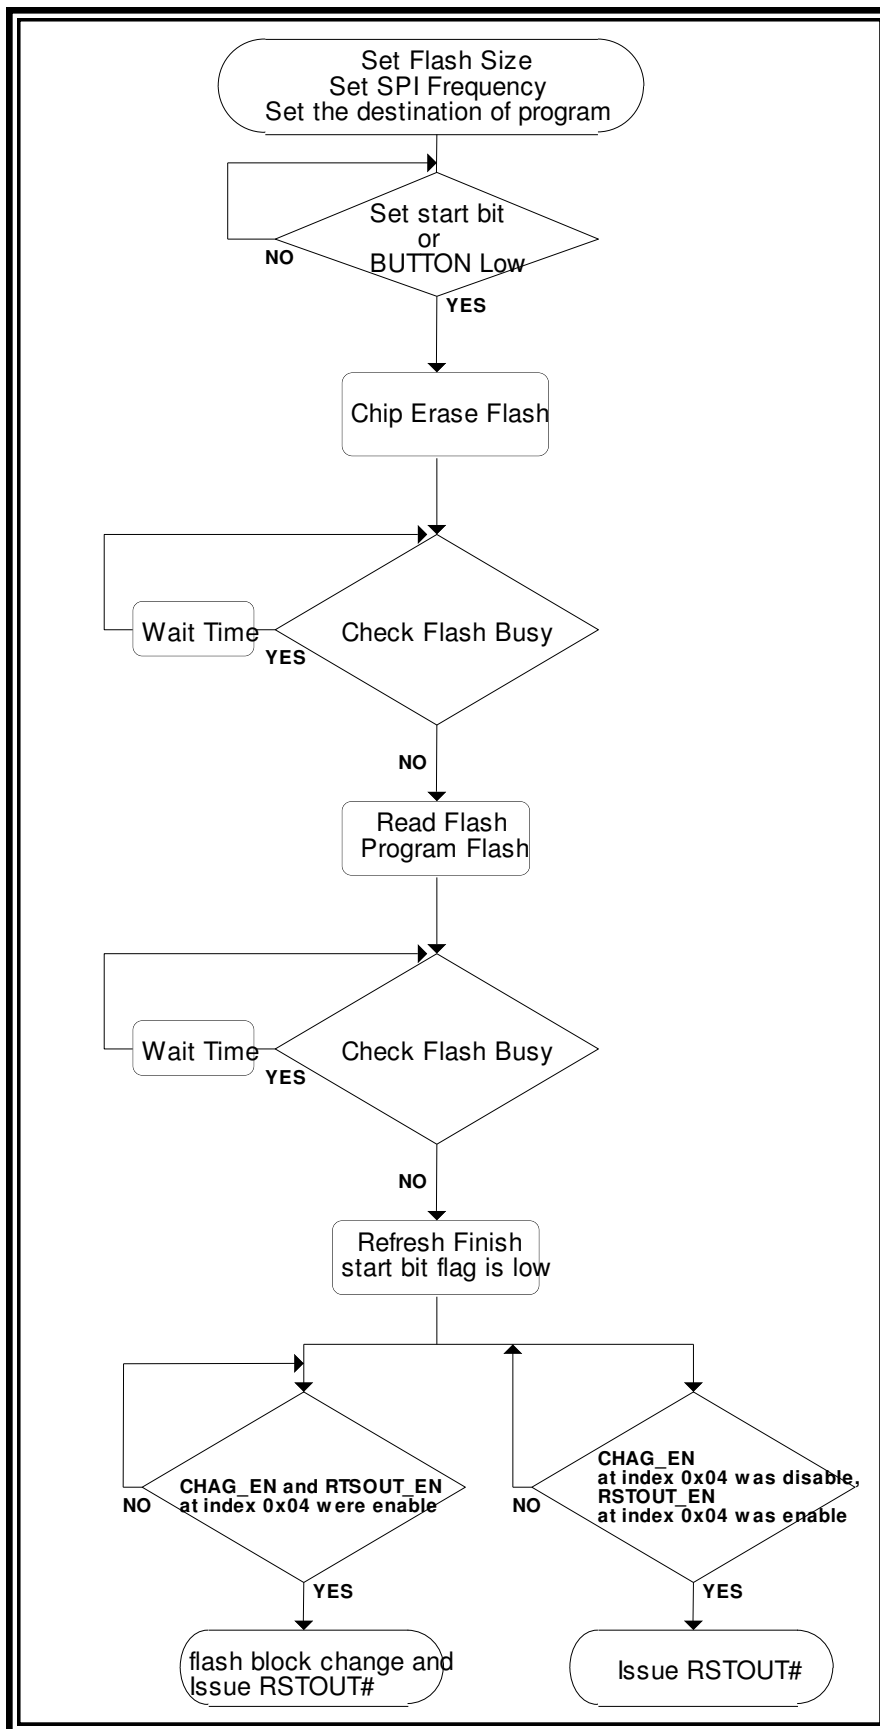 Set Flash Size
Set SPI Frequency
Set the destination of program
Set start bit
or
BUTTON Low
NO
YES
Chip Erase Flash
Wait Time
Check Flash Busy
YES
NO
Read Flash
Program Flash
Wait Time
Check Flash Busy
YES
NO
Refresh Finish
start bit flag is low
CHAG_EN and RTSOUT_EN
at index 0x04 were enable
NO
YES
CHAG_EN
at index 0x04 was disable,
RSTOUT_EN
at index 0x04 was enable
NO
YES
flash block change and
Issue RSTOUT#
Issue RSTOUT#